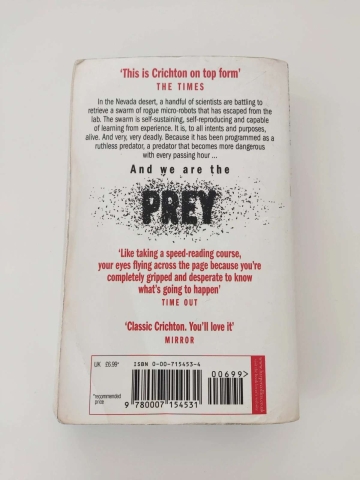 'This is Crichton on top form'
THE TIMES
In the Nevada desert, a handful of scientists are battling to
retrieve a swarm of rogue micro-robots that has escaped from the
lab. The swarm is self-sustaining, self-reproducing and capable
of learning from experience. It is, to all intents and purposes,
alive. And very, very deadly. Because it has been programmed as a
ruthless predator, a predator that becomes more dangerous
with every passing hour ...
And we are the
PREY
'Like taking a speed-reading course,
your eyes flying across the page because you're
completely gripped and desperate to know
what's going to happen'
TIME OUT
'Classic Crichton. You'll love it'
MIRROR
UK £6.99*
ISBN 0-00-715453-4
00699>
*recommended
price
9 780007 154531